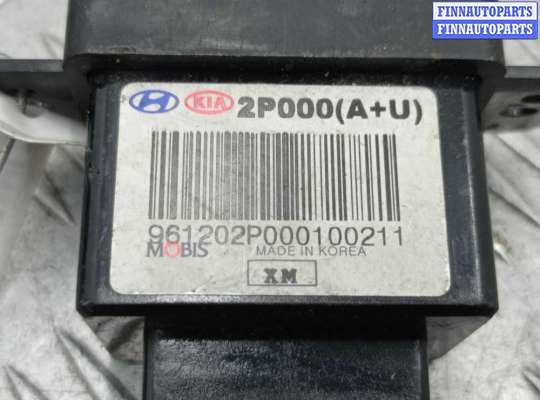 FINNAUTOPARTS
FINNAUTOPARTS
KIA 2P000(A+U)
961202P000100211
MOBIS MADE IN KOREA
XM